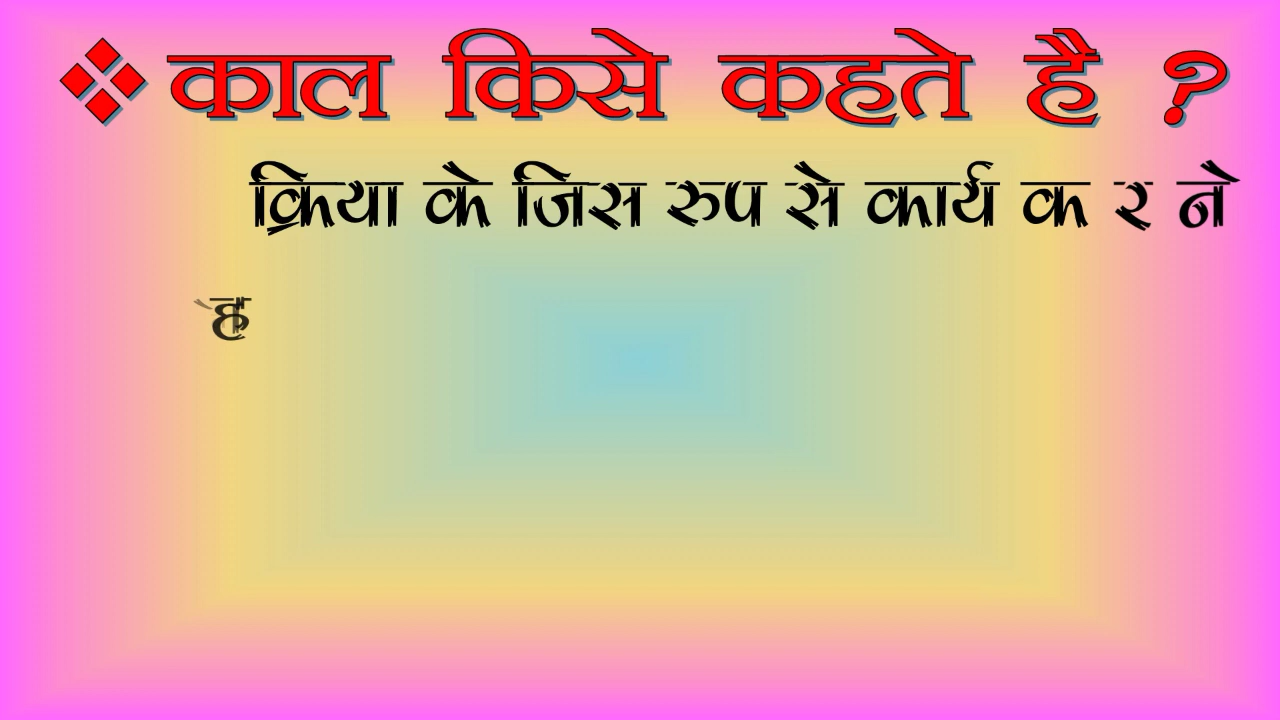 ❖ काल किसे कहते है ?
क्रिया के जिस रुप से कार्य क र ने